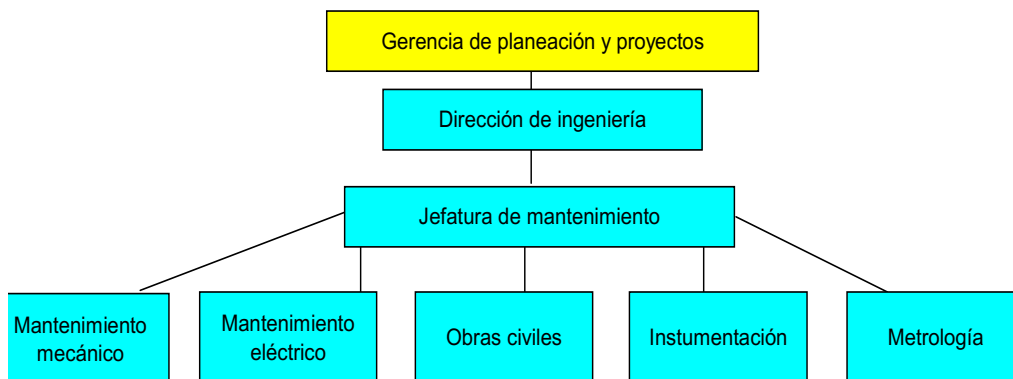 Gerencia de planeación y proyectos
Dirección de ingeniería
Jefatura de mantenimiento
Mantenimiento
mecánico
Mantenimiento
eléctrico
Obras civiles
Instumentación
Metrología